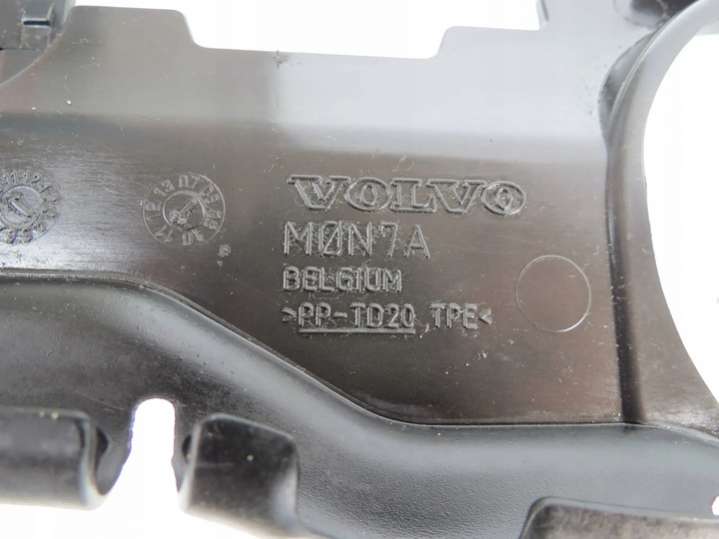 VOLVO
MØN7A
BELGIUM
>PP-TD20 TPE<